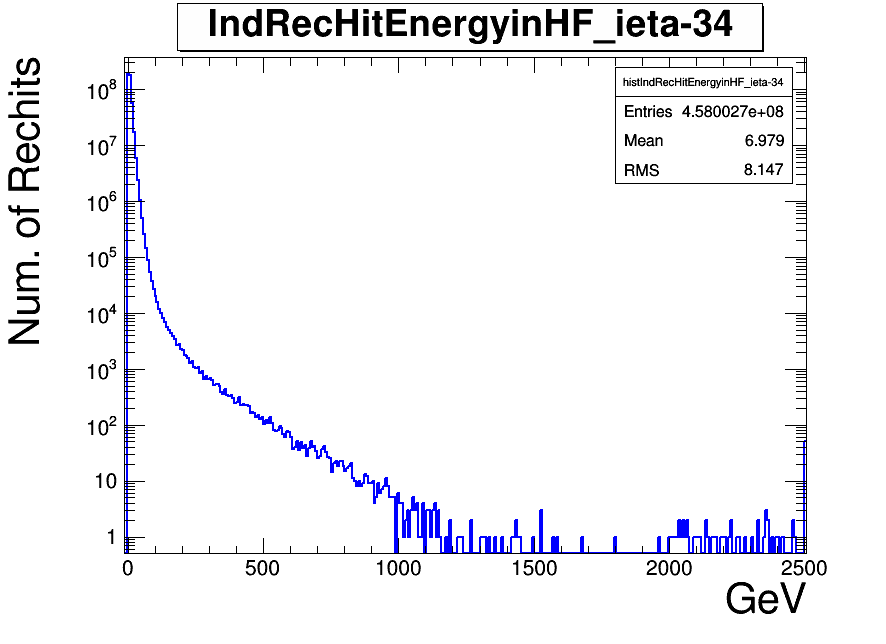 IndRecHitEnergyinHF_ieta-34
histIndRecHitEnergyinHF_ieta-34
Entries 4.580027e+08
Mean 6.979
RMS 8.147
Num. of Rechits
10^8
10^7
10^6
10^5
10^4
10^3
10^2
10
1
0 500 1000 1500 2000 2500
GeV